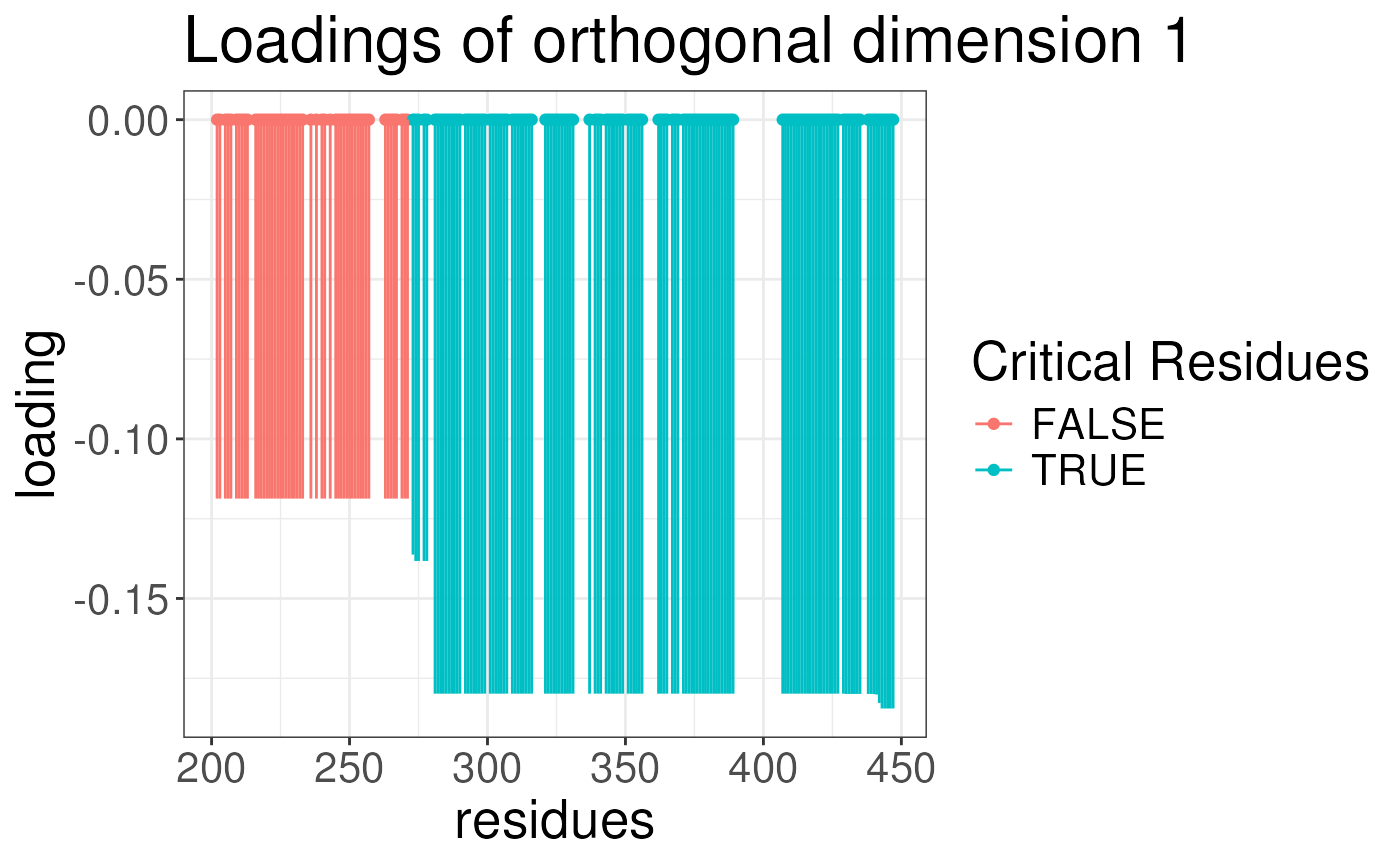 Loadings of orthogonal dimension 1
0.00
-0.05
-0.10
-0.15
loading
200 250 300 350 400 450
residues
Critical Residues
FALSE
TRUE